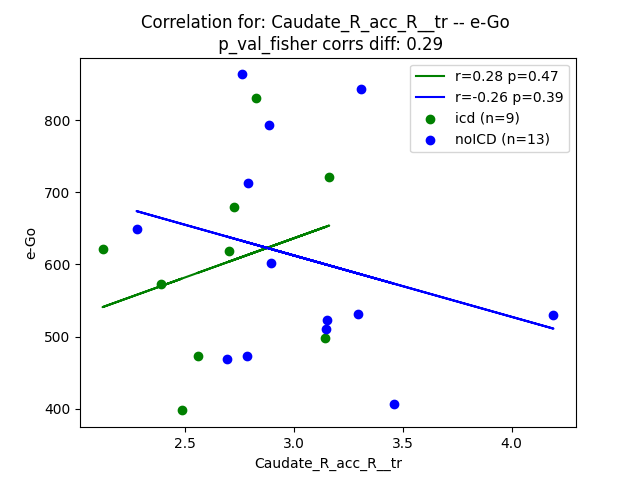 Correlation for: Caudate_R_acc_R__tr -- e-Go
p_val_fisher corrs diff: 0.29
r=0.28 p=0.47
r=-0.26 p=0.39
icd (n=9)
noICD (n=13)
e-Go
800
700
600
500
400
2.5 3.0 3.5 4.0
Caudate_R_acc_R__tr